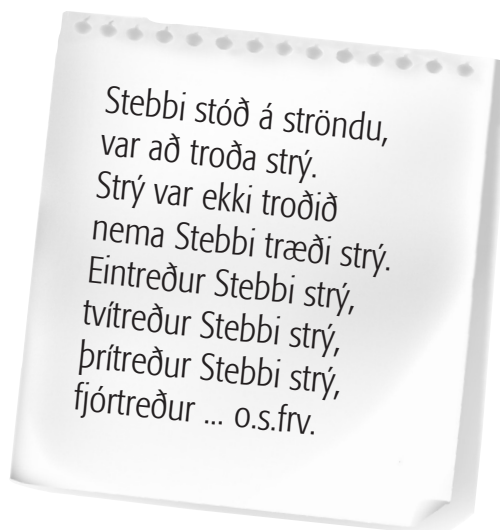 Stebbi stóð á ströndu,
var að troða strý.
Strý var ekki troðið
nema Stebbi træði strý.
Eintreður Stebbi strý,
tvítreður Stebbi strý,
þrítreður Stebbi strý,
fjórtreður ... o.s.frv.